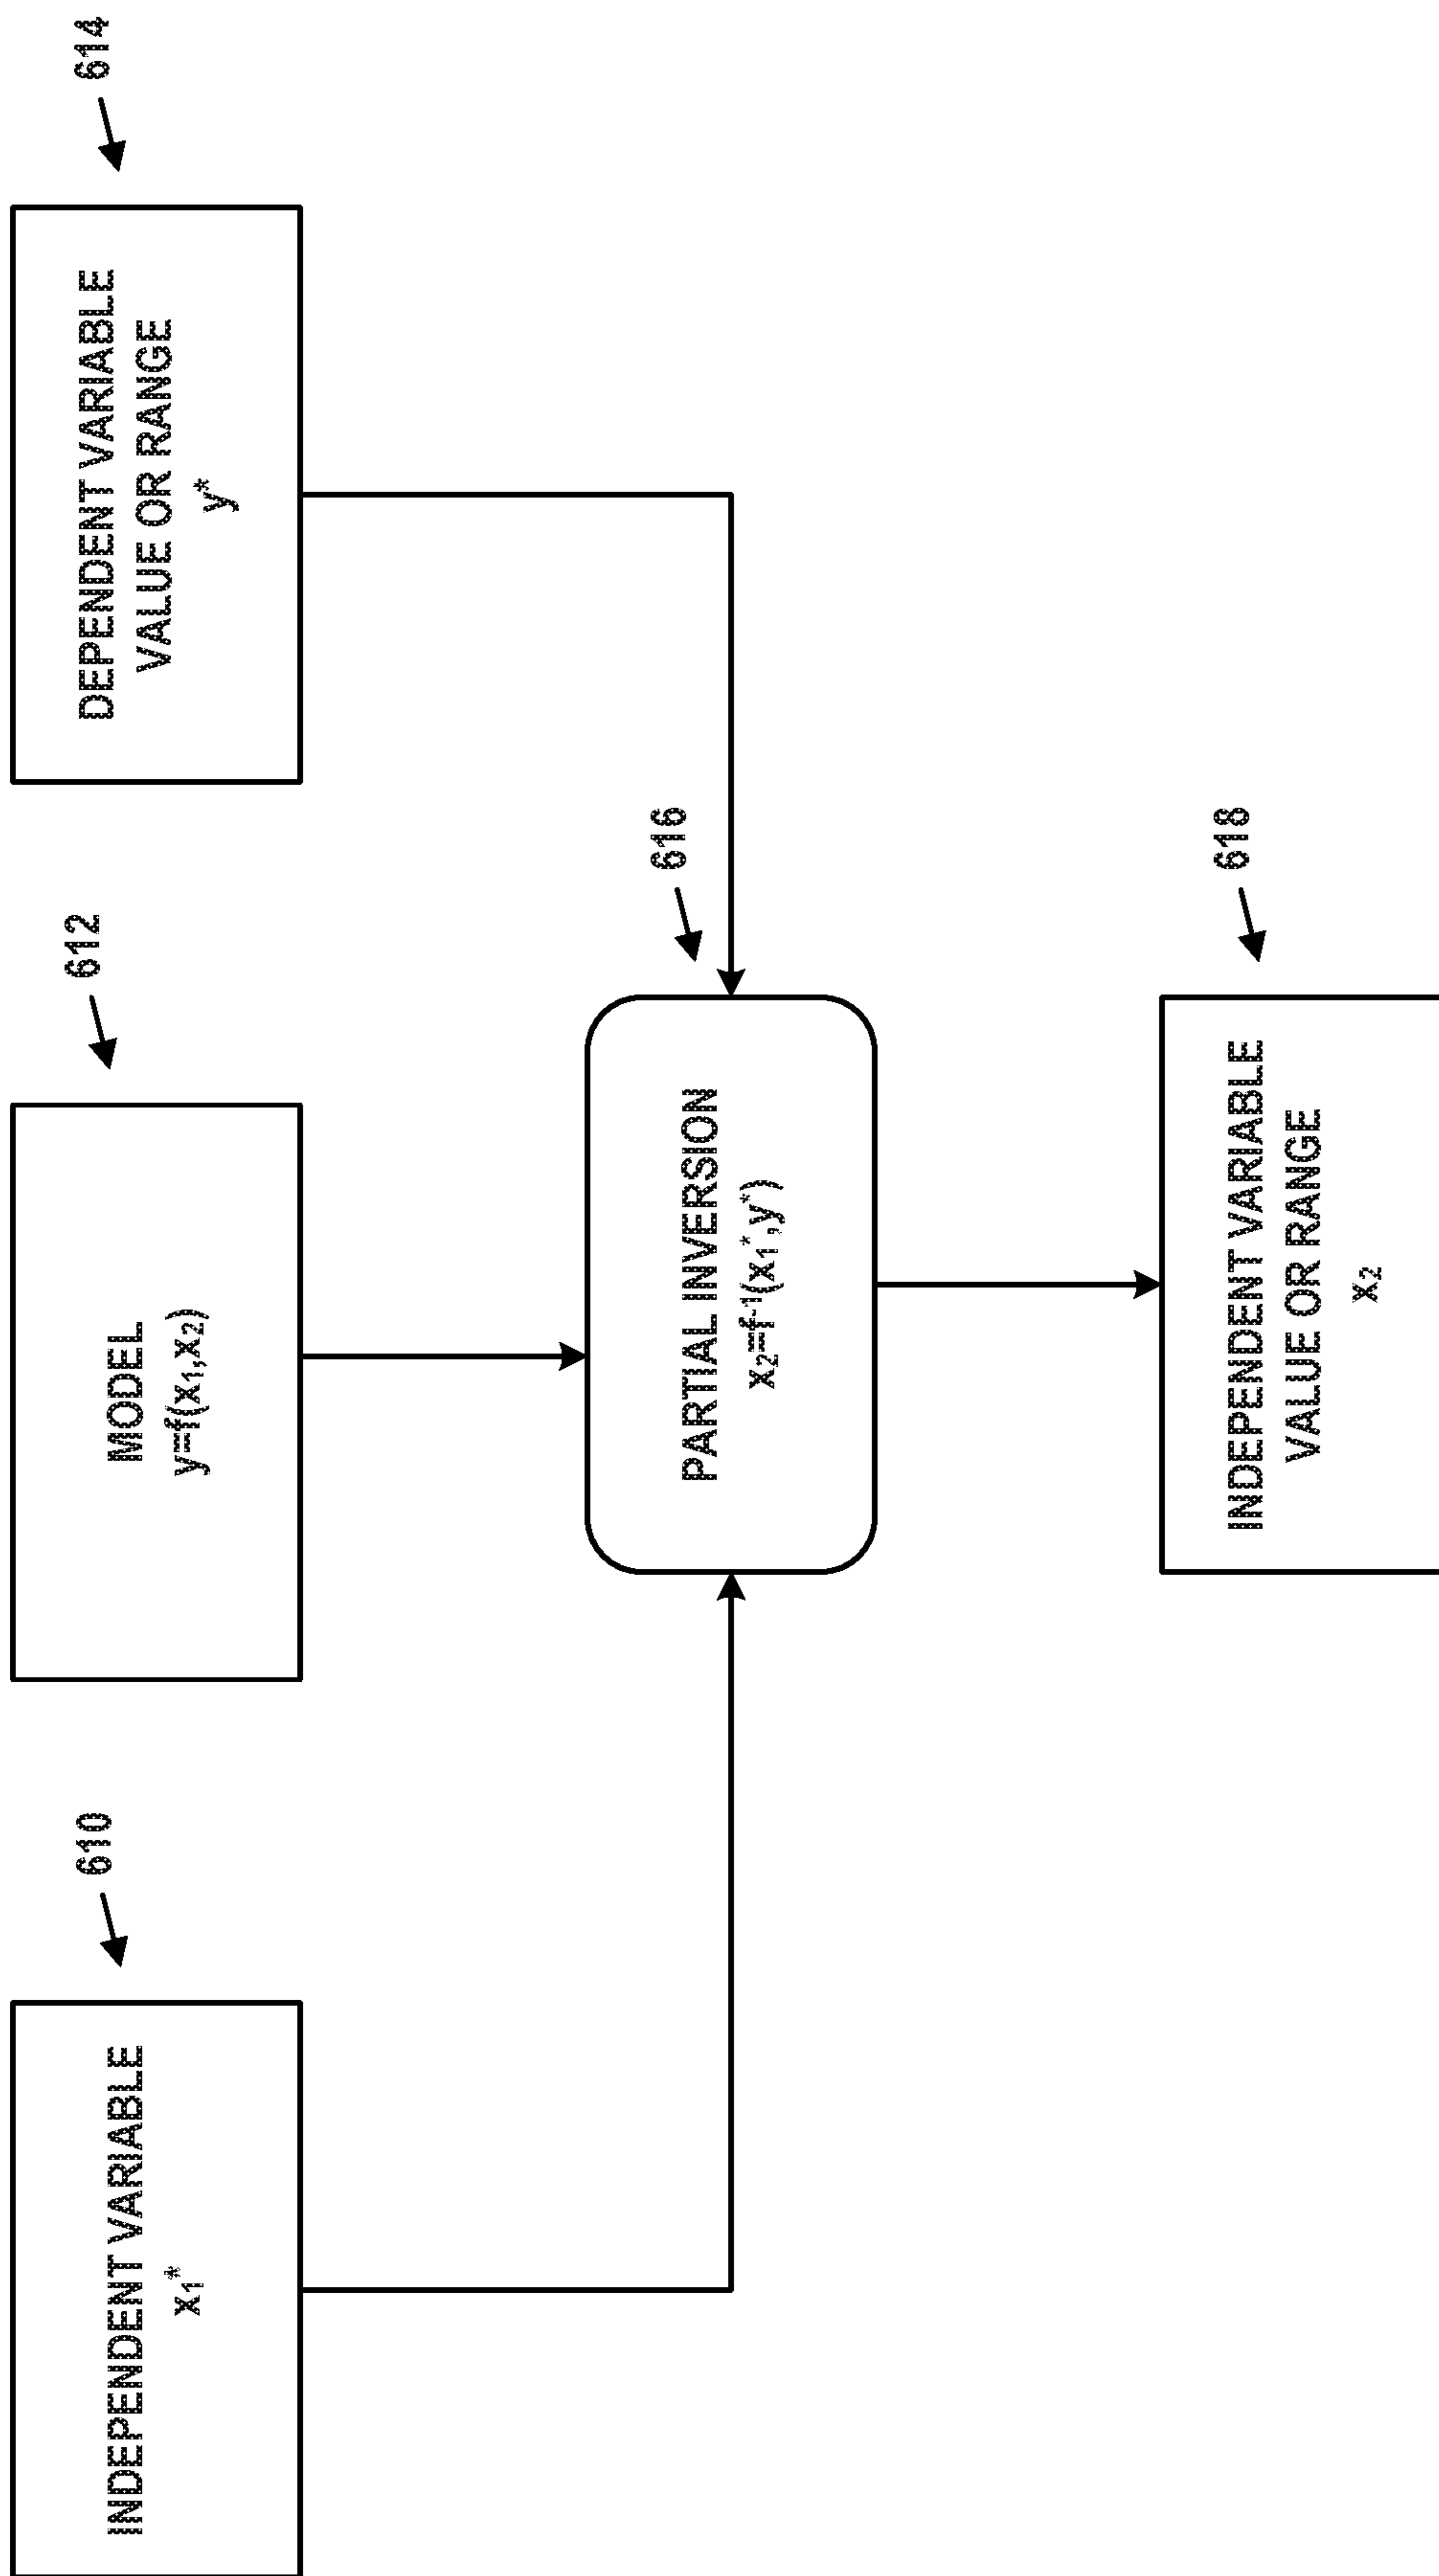 610
INDEPENDENT VARIABLE
x₁*
612
MODEL
y=f(x₁,x₂)
614
DEPENDENT VARIABLE
VALUE OR RANGE
y*
616
PARTIAL INVERSION
x₂=f⁻¹(x₁*,y*)
618
INDEPENDENT VARIABLE
VALUE OR RANGE
x₂